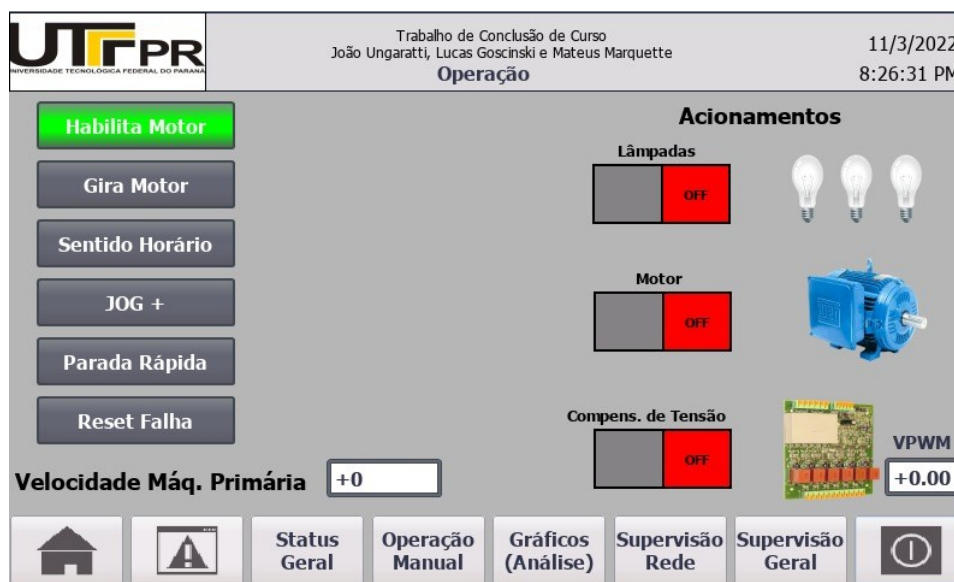 UTFPR
UNIVERSIDADE TECNOLÓGICA FEDERAL DO PARANÁ
Trabalho de Conclusão de Curso
João Ungaratti, Lucas Goscinski e Mateus Marquette
Operação
11/3/2022
8:26:31 PM
Habilita Motor
Gira Motor
Sentido Horário
JOG +
Parada Rápida
Reset Falha
Velocidade Máq. Primária
+0
Acionamentos
Lâmpadas
OFF
Motor
OFF
Compens. de Tensão
OFF
VPWM
+0.00
Status
Geral
Operação
Manual
Gráficos
(Análise)
Supervisão
Rede
Supervisão
Geral